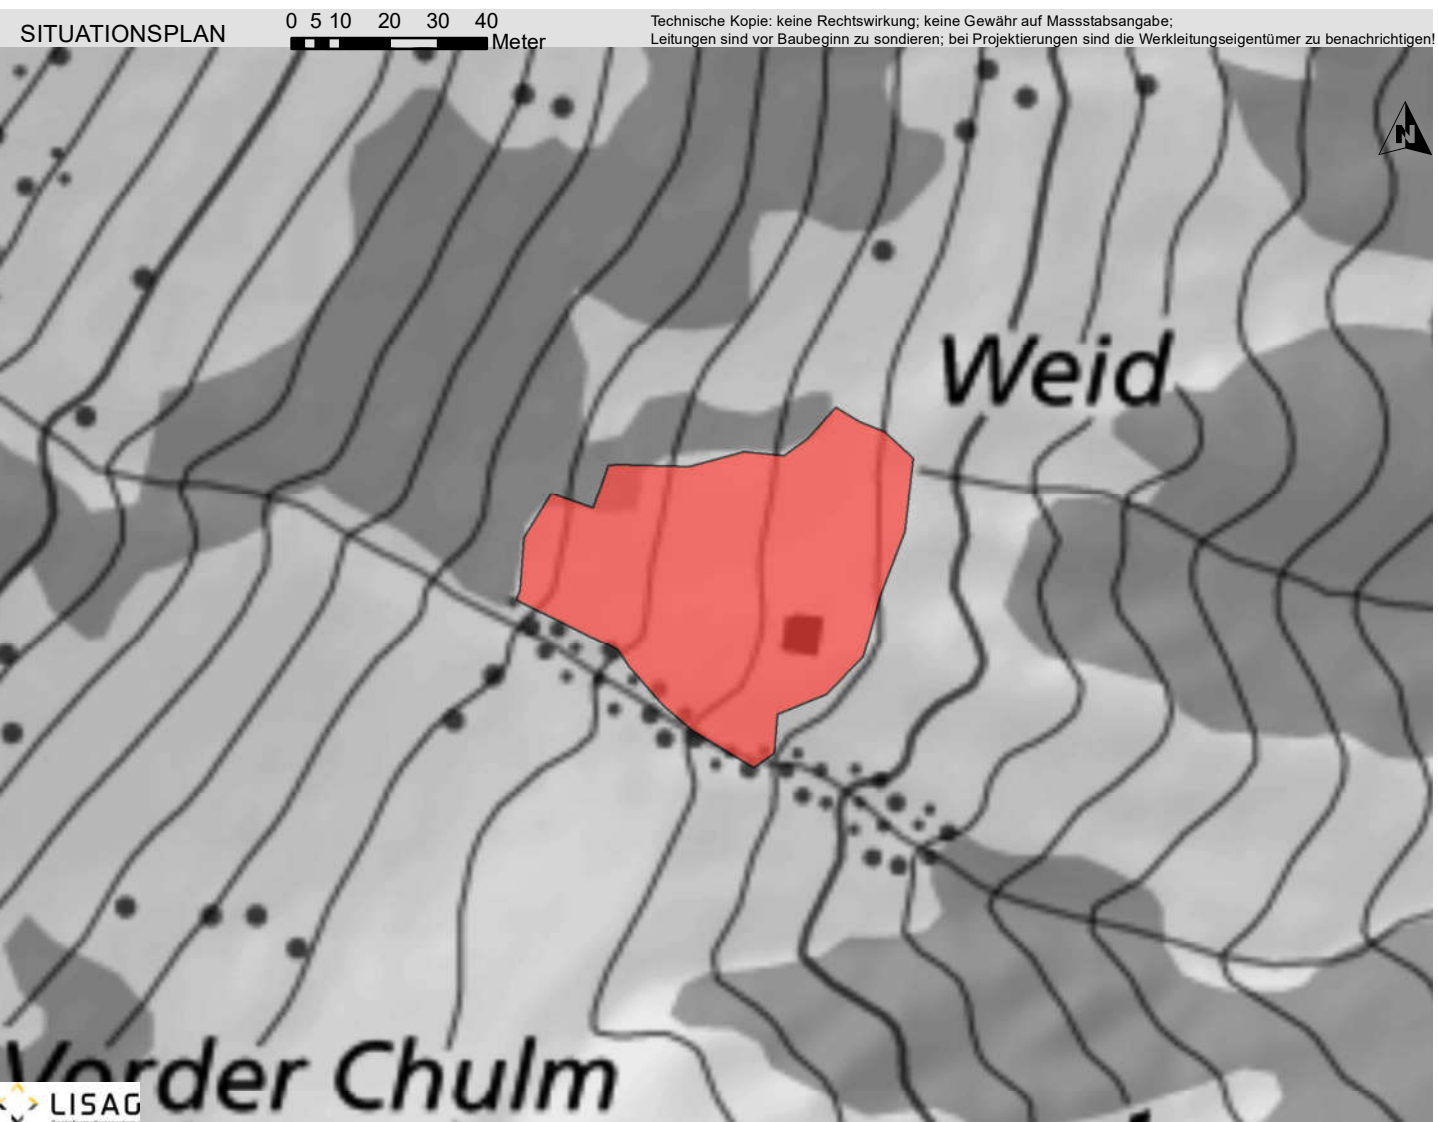 SITUATIONSPLAN
0 5 10 20 30 40
Meter
Technische Kopie: keine Rechtswirkung; keine Gewähr auf Massstabsangabe;
Leitungen sind vor Baubeginn zu sondieren; bei Projektierungen sind die Werkleitungseigentümer zu benachrichtigen!
N
Weid
Vorder Chulm
LISAG